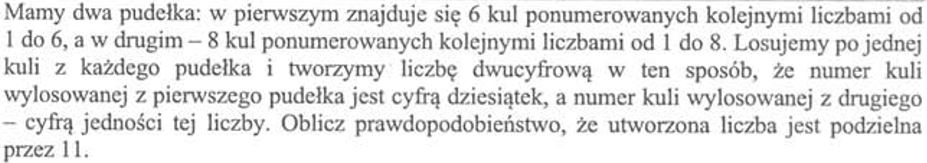 Mamy dwa pudełka: w pierwszym znajduje się 6 kul ponumerowanych kolejnymi liczbami od
1 do 6, a w drugim – 8 kul ponumerowanych kolejnymi liczbami od 1 do 8. Losujemy po jednej
kuli z każdego pudełka i tworzymy liczbę dwucyfrową w ten sposób, że numer kuli
wylosowanej z pierwszego pudełka jest cyfrą dziesiątek, a numer kuli wylosowanej z drugiego
– cyfrą jedności tej liczby. Oblicz prawdopodobieństwo, że utworzona liczba jest podzielna
przez 11.